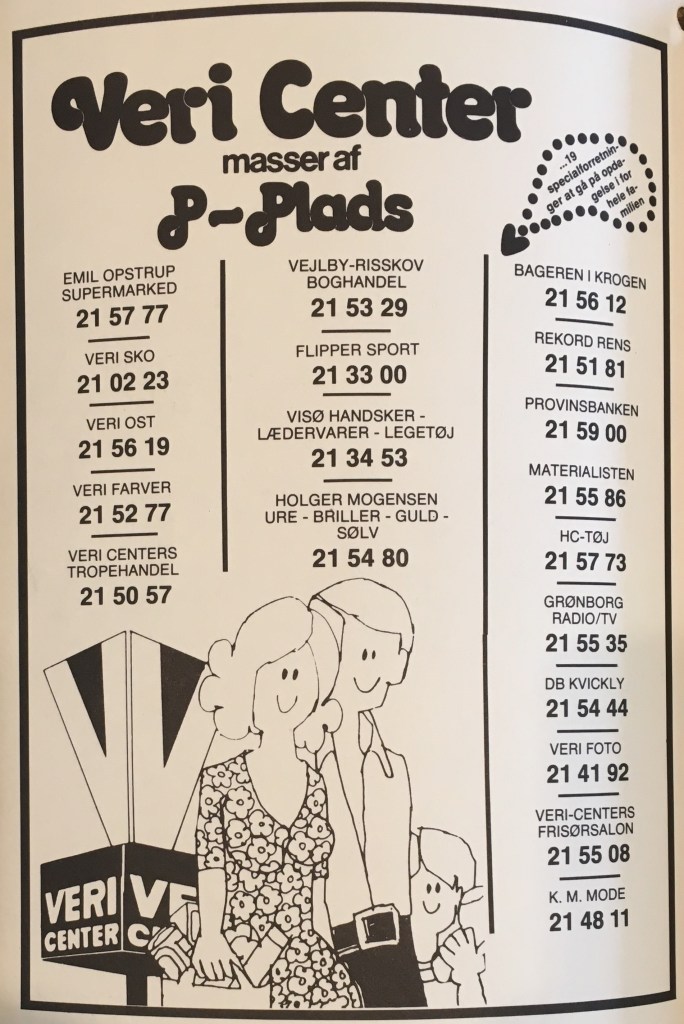 Veri Center
masser af
P-Plads
...19
specialforretnin-
ger at gå på opda-
gelse i for
hele fa-
milien
EMIL OPSTRUP
SUPERMARKED
21 57 77
VERI SKO
21 02 23
VERI OST
21 56 19
VERI FARVER
21 52 77
VERI CENTERS
TROPEHANDEL
21 50 57
VEJLBY-RISSKOV
BOGHANDEL
21 53 29
FLIPPER SPORT
21 33 00
VISØ HANDSKER -
LÆDERVARER - LEGETØJ
21 34 53
HOLGER MOGENSEN
URE - BRILLER - GULD -
SØLV
21 54 80
BAGEREN I KROGEN
21 56 12
REKORD RENS
21 51 81
PROVINSBANKEN
21 59 00
MATERIALISTEN
21 55 86
HC-TØJ
21 57 73
GRØNBORG
RADIO/TV
21 55 35
DB KVICKLY
21 54 44
VERI FOTO
21 41 92
VERI-CENTERS
FRISØRSALON
21 55 08
K. M. MODE
21 48 11
VERI
CENTER
VE
C